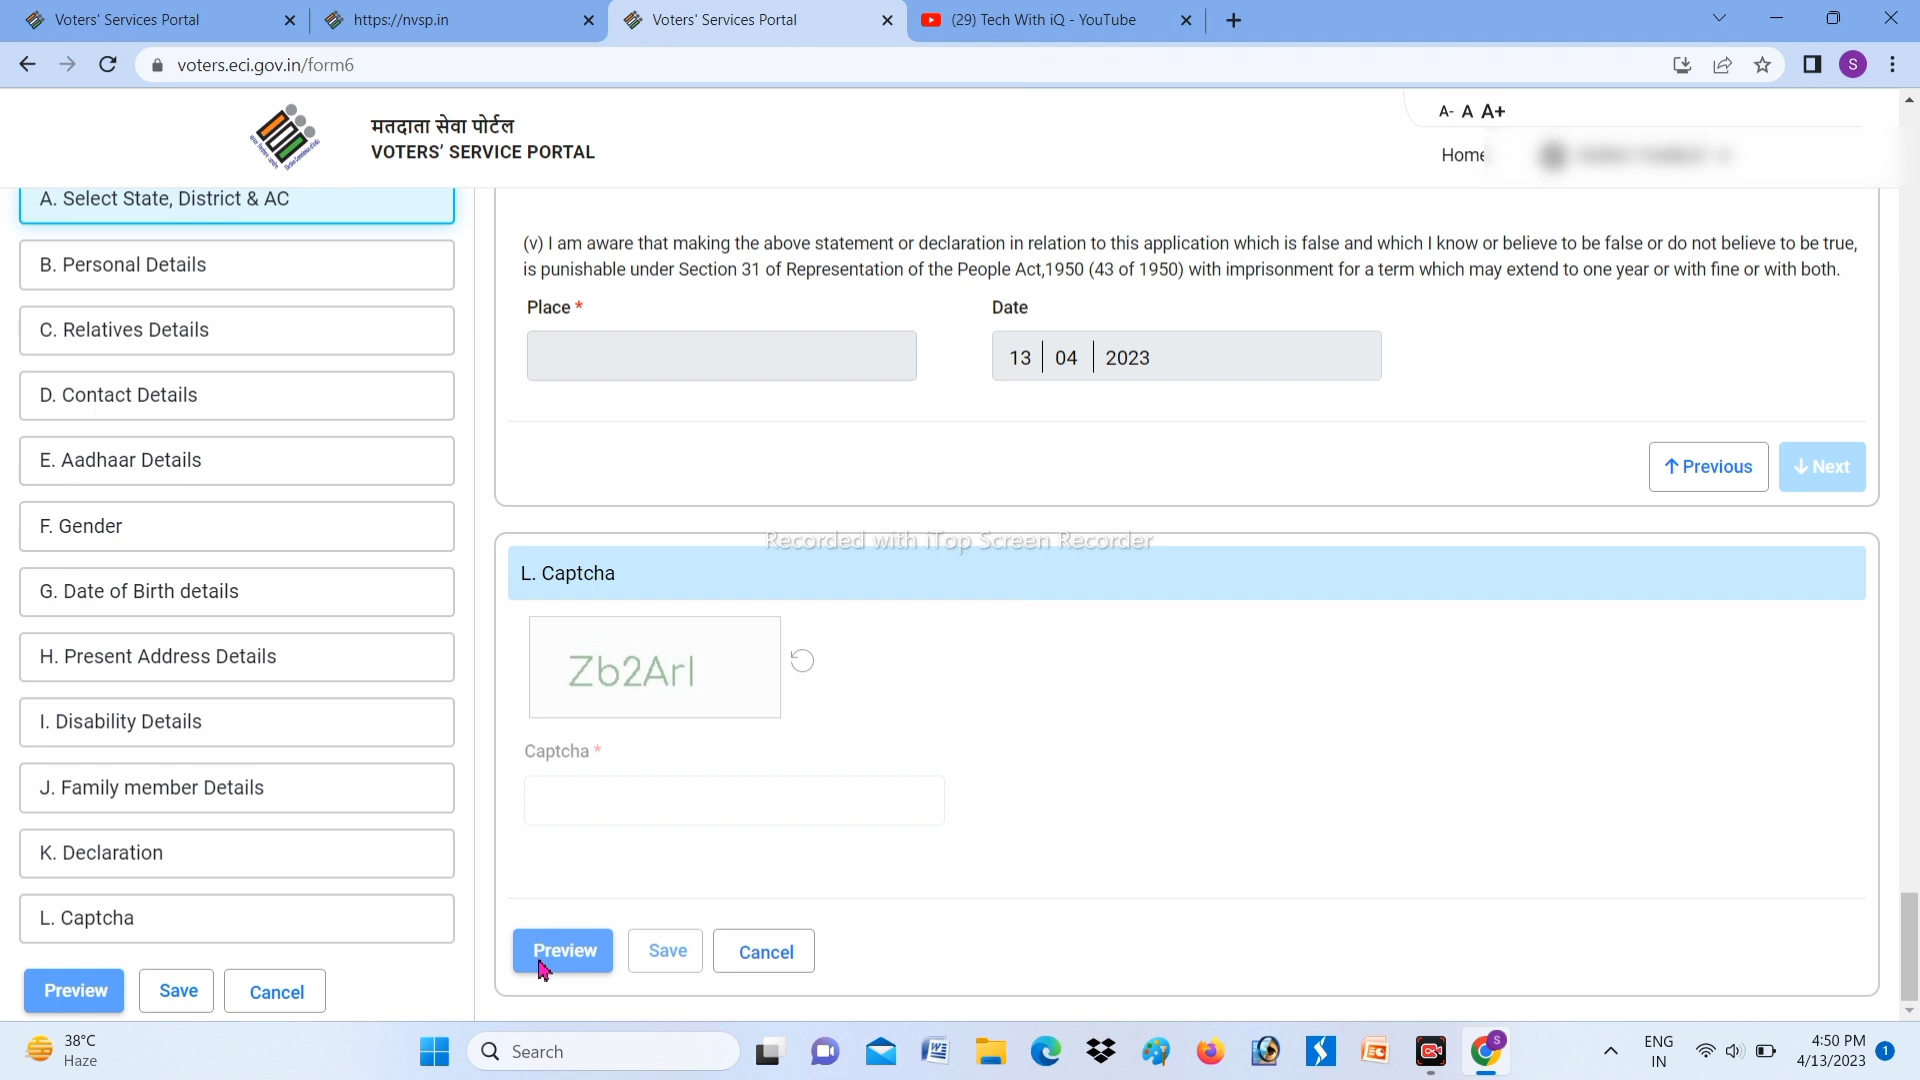 Voters' Services Portal
https://nvsp.in
Voters' Services Portal
(29) Tech With iQ - YouTube
voters.eci.gov.in/form6
S
मतदाता सेवा पोर्टल
VOTERS' SERVICE PORTAL
A- A A+
Home
A. Select State, District & AC
B. Personal Details
C. Relatives Details
D. Contact Details
E. Aadhaar Details
F. Gender
G. Date of Birth details
H. Present Address Details
I. Disability Details
J. Family member Details
K. Declaration
L. Captcha
Preview Save Cancel
(v) I am aware that making the above statement or declaration in relation to this application which is false and which I know or believe to be false or do not believe to be true,
is punishable under Section 31 of Representation of the People Act,1950 (43 of 1950) with imprisonment for a term which may extend to one year or with fine or with both.
Place * Date
13 04 2023
Previous Next
Recorded with iTop Screen Recorder
L. Captcha
Zb2ArI
Captcha *
Preview Save Cancel
38°C
Haze
Search
ENG
IN
4:50 PM
4/13/2023
1